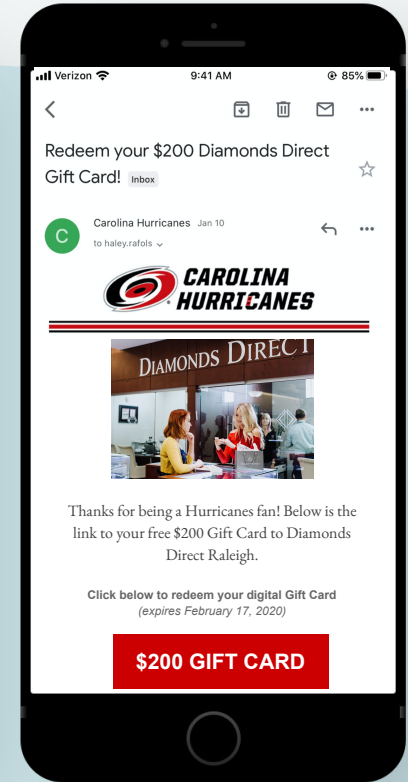 Verizon 9:41 AM 85%
Redeem your $200 Diamonds Direct
Gift Card! Inbox
C
Carolina Hurricanes Jan 10
to haley.rafols
CAROLINA
HURRICANES
DIAMONDS DIRECT
Thanks for being a Hurricanes fan! Below is the
link to your free $200 Gift Card to Diamonds
Direct Raleigh.
Click below to redeem your digital Gift Card
(expires February 17, 2020)
$200 GIFT CARD